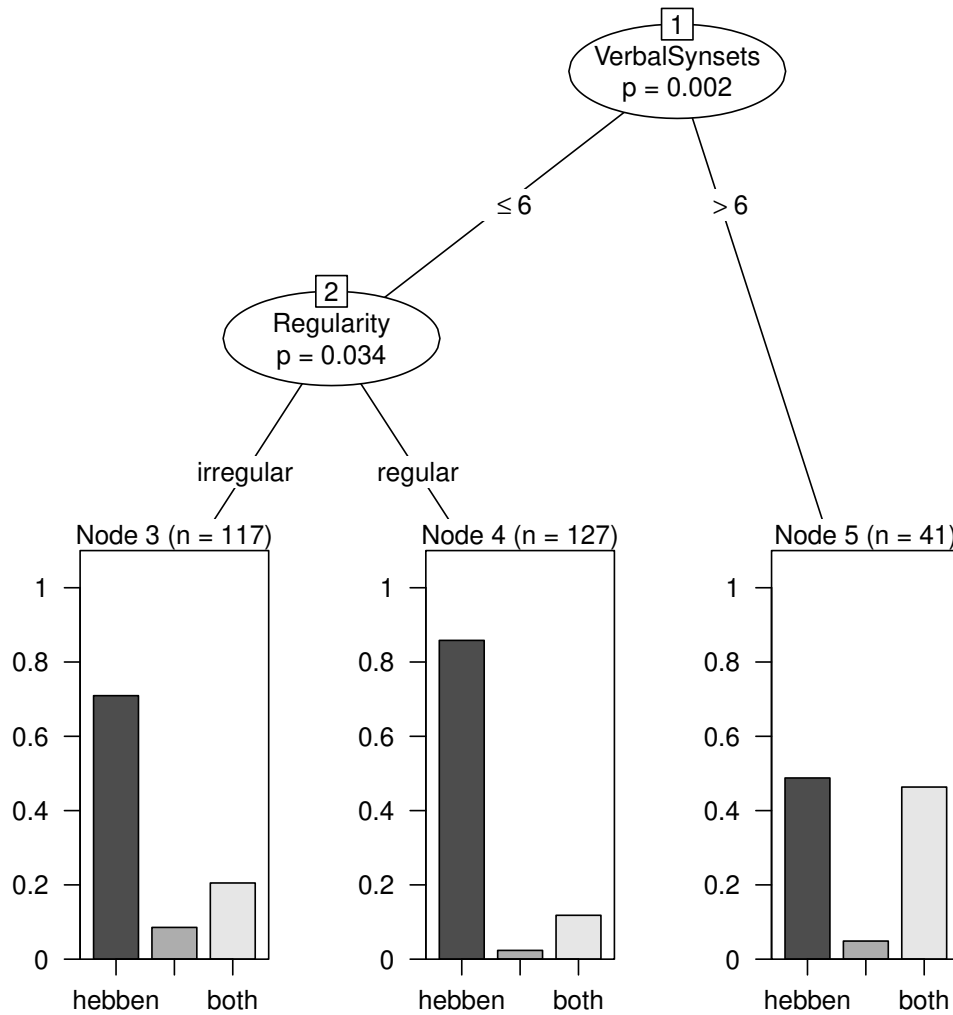 1
VerbalSynsets
p = 0.002
≤ 6
> 6
2
Regularity
p = 0.034
irregular
regular
Node 3 (n = 117)
1
0.8
0.6
0.4
0.2
0
hebben
both
Node 4 (n = 127)
1
0.8
0.6
0.4
0.2
0
hebben
both
Node 5 (n = 41)
1
0.8
0.6
0.4
0.2
0
hebben
both